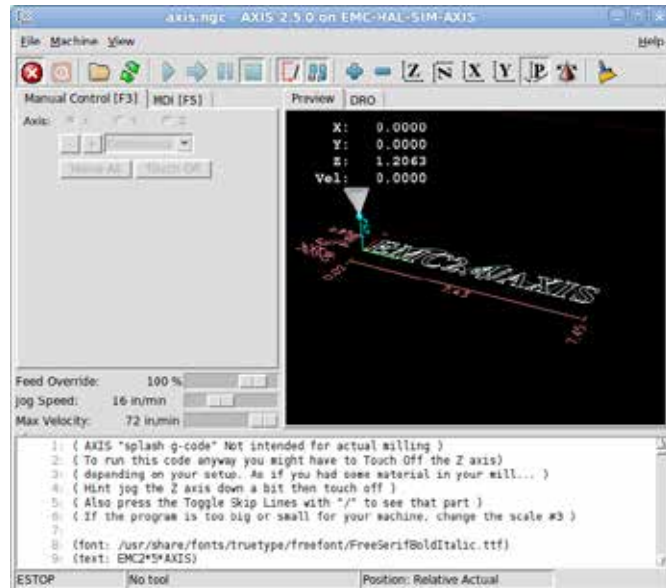 axis.ngc - AXIS 2.5.0 on EMC-HAL-SIM-AXIS
File Machine View Help
Manual Control [F3] MDI [F5]
Preview DRO
Axis:
Home All Touch Off
X: 0.0000
Y: 0.0000
Z: 1.2063
Vel: 0.0000
EMC2*5*AXIS
7.45
Feed Override: 100 %
Jog Speed: 16 in/min
Max Velocity: 72 in/min
1: ( AXIS "splash g-code" Not intended for actual milling )
2: ( To run this code anyway you might have to Touch Off the Z axis)
3: ( depending on your setup. As if you had some material in your mill... )
4: ( Hint jog the Z axis down a bit then touch off )
5: ( Also press the Toggle Skip Lines with "/" to see that part )
6: ( If the program is too big or small for your machine, change the scale #3 )
7:
8: (font: /usr/share/fonts/truetype/freefont/FreeSerifBoldItalic.ttf)
9: (text: EMC2*5*AXIS)
ESTOP No tool Position: Relative Actual